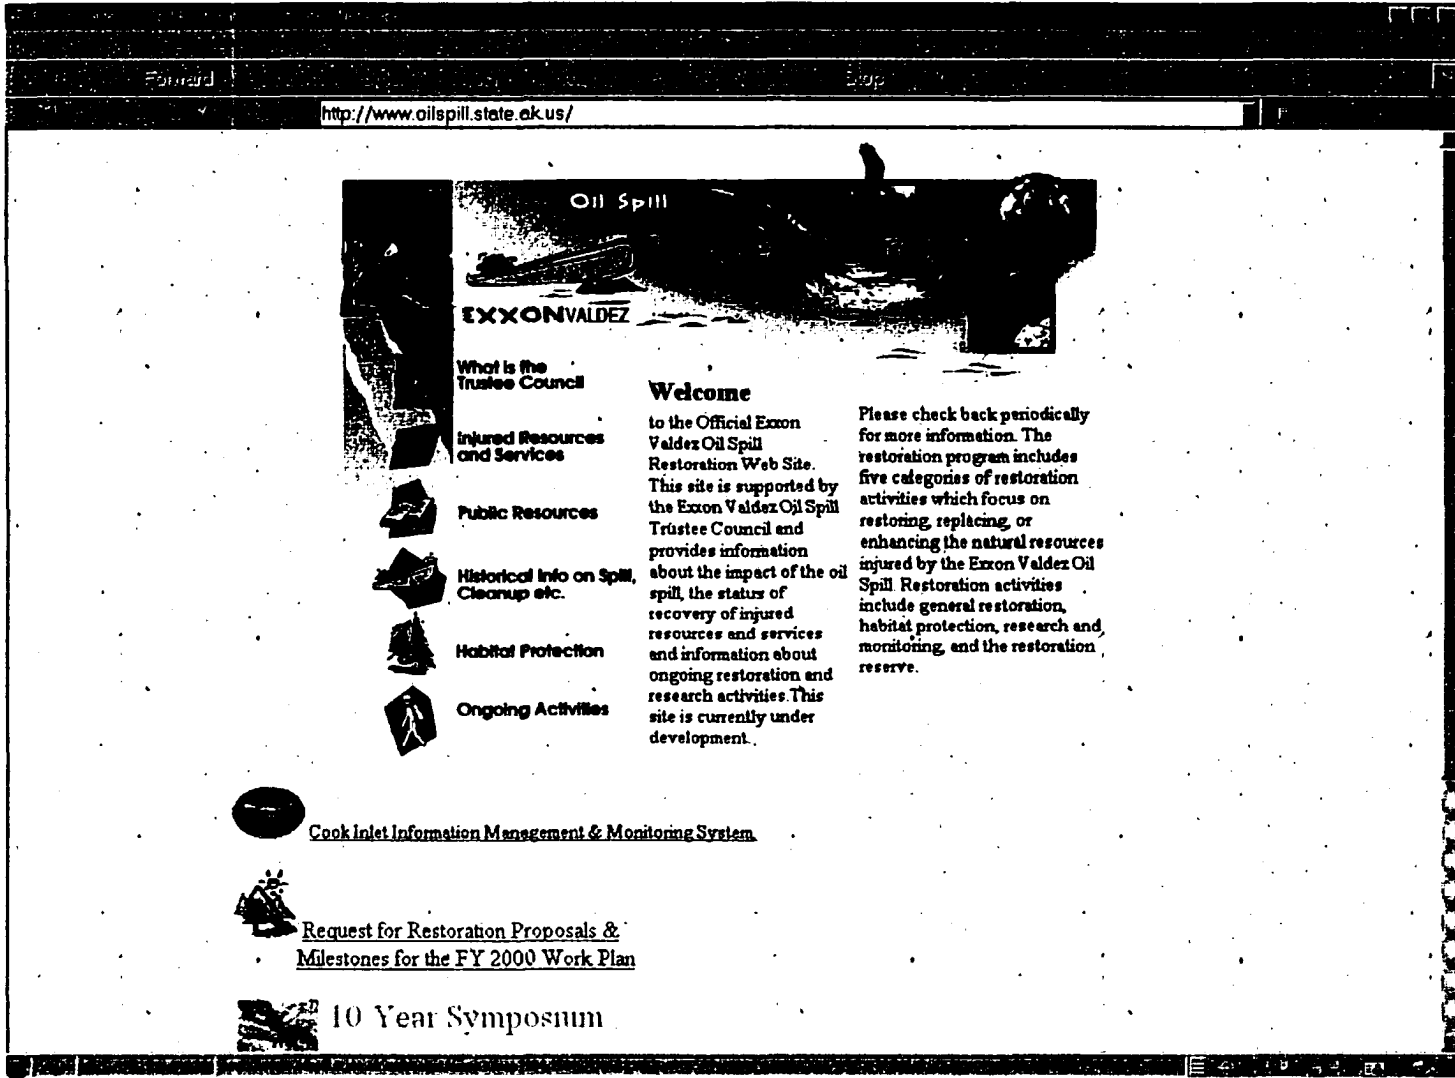 Forward
Stop
http://www.oilspill.state.ak.us/
Oil Spill
EXXONVALDEZ
What is the
Trustee Council
Injured Resources
and Services
Public Resources
Historical Info on Spill,
Cleanup etc.
Habitat Protection
Ongoing Activities
Welcome
to the Official Exxon
Valdez Oil Spill
Restoration Web Site.
This site is supported by
the Exxon Valdez Oil Spill
Trustee Council and
provides information
about the impact of the oil
spill, the status of
recovery of injured
resources and services
and information about
ongoing restoration and
research activities.This
site is currently under
development.
Please check back periodically
for more information. The
restoration program includes
five categories of restoration
activities which focus on
restoring, replacing, or
enhancing the natural resources
injured by the Exxon Valdez Oil
Spill. Restoration activities
include general restoration,
habitat protection, research and
monitoring, and the restoration
reserve.
Cook Inlet Information Management & Monitoring System
Request for Restoration Proposals &
Milestones for the FY 2000 Work Plan
10 Year Symposium